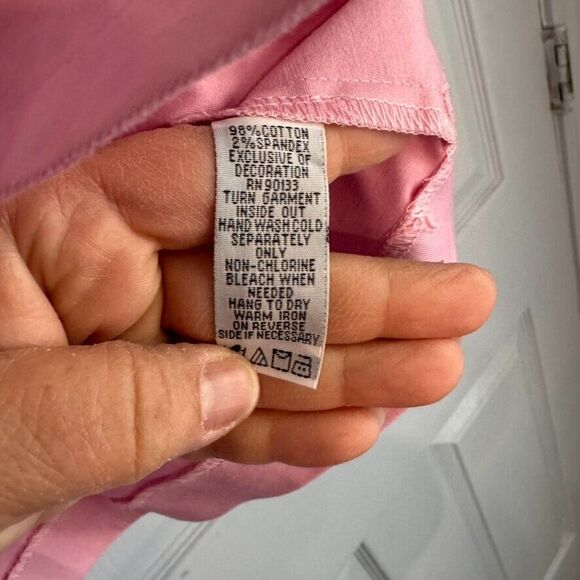 98%COTTON
2%SPANDEX
EXCLUSIVE OF
DECORATION
RN 90133
TURN GARMENT
INSIDE OUT
HAND WASH COLD
SEPARATELY
ONLY
NON-CHLORINE
BLEACH WHEN
NEEDED
HANG TO DRY
WARM IRON
ON REVERSE
SIDE IF NECESSARY